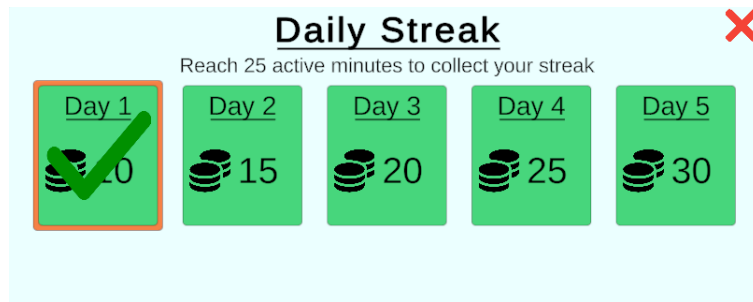 Daily Streak
Reach 25 active minutes to collect your streak
Day 1 Day 2 Day 3 Day 4 Day 5
10 15 20 25 30